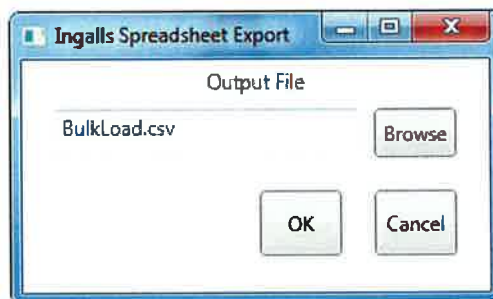 Ingalls Spreadsheet Export
Output File
BulkLoad.csv
Browse
OK
Cancel